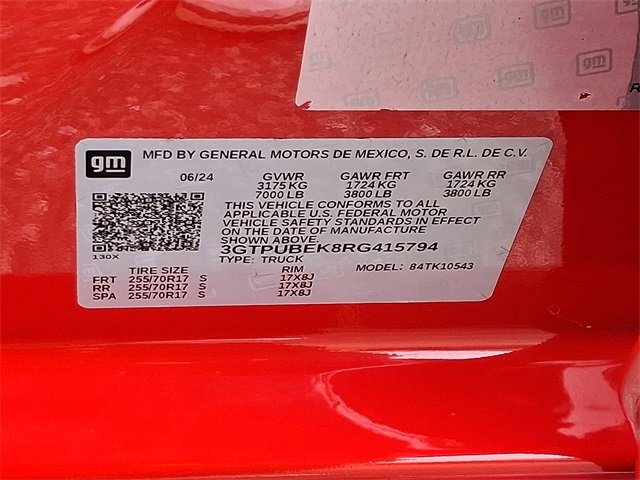 gm MFD BY GENERAL MOTORS DE MEXICO, S. DE R.L. DE C.V.
06/24 GVWR GAWR FRT GAWR RR
3175 KG 1724 KG 1724 KG
7000 LB 3800 LB 3800 LB
THIS VEHICLE CONFORMS TO ALL
APPLICABLE U.S. FEDERAL MOTOR
VEHICLE SAFETY STANDARDS IN EFFECT
ON THE DATE OF MANUFACTURE
SHOWN ABOVE.
3GTPUBEK8RG415794
130X
TYPE: TRUCK
TIRE SIZE RIM MODEL: 84TK10543
FRT 255/70R17 S 17X8J
RR 255/70R17 S 17X8J
SPA 255/70R17 S 17X8J